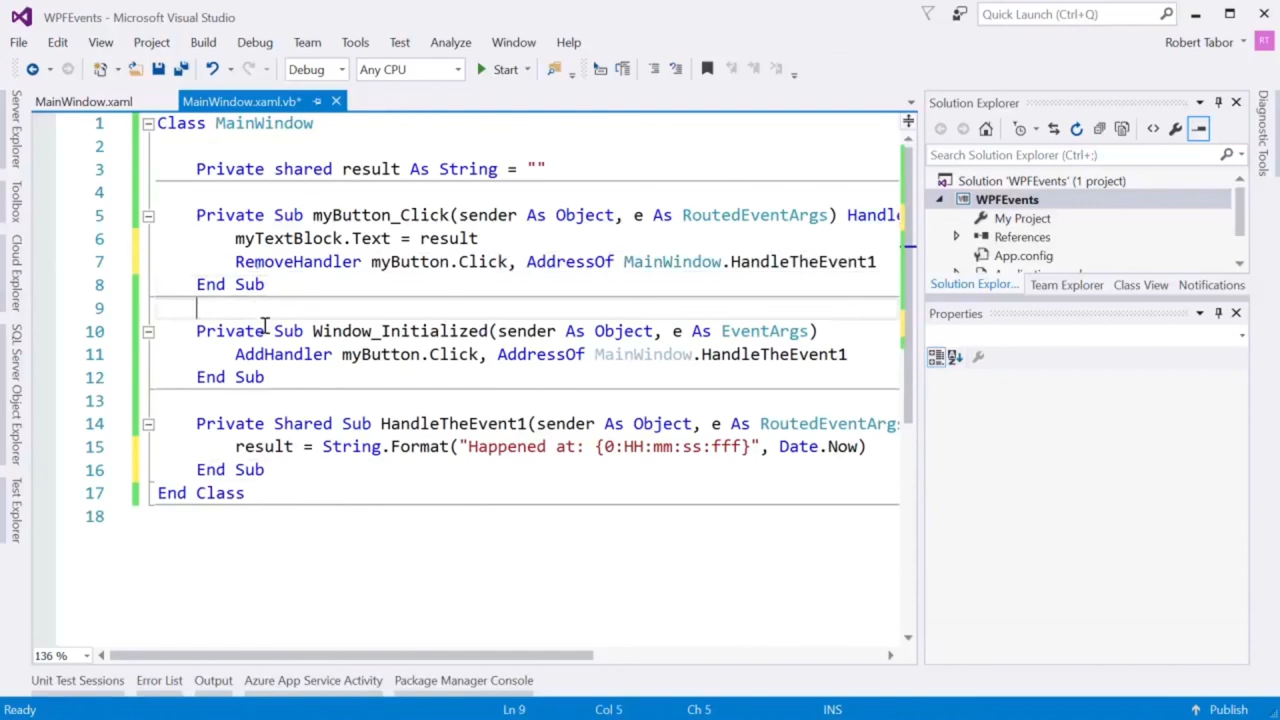 WPFEvents - Microsoft Visual Studio
Quick Launch (Ctrl+Q)
File Edit View Project Build Debug Team Tools Test Analyze Window Help
Robert Tabor
RT
Debug Any CPU Start
MainWindow.xaml MainWindow.xaml.vb*
1 Class MainWindow
2
3 Private shared result As String = ""
4
5 Private Sub myButton_Click(sender As Object, e As RoutedEventArgs) Handle
6 myTextBlock.Text = result
7 RemoveHandler myButton.Click, AddressOf MainWindow.HandleTheEvent1
8 End Sub
9
10 Private Sub Window_Initialized(sender As Object, e As EventArgs)
11 AddHandler myButton.Click, AddressOf MainWindow.HandleTheEvent1
12 End Sub
13
14 Private Shared Sub HandleTheEvent1(sender As Object, e As RoutedEventArgs
15 result = String.Format("Happened at: {0:HH:mm:ss:fff}", Date.Now)
16 End Sub
17 End Class
18
136 %
Server Explorer
Toolbox
Cloud Explorer
SQL Server Object Explorer
Test Explorer
Solution Explorer
Search Solution Explorer (Ctrl+;)
Solution 'WPFEvents' (1 project)
WPFEvents
My Project
References
App.config
Solution Explor... Team Explorer Class View Notifications
Properties
Diagnostic Tools
Unit Test Sessions Error List Output Azure App Service Activity Package Manager Console
Ready Ln 9 Col 5 Ch 5 INS Publish